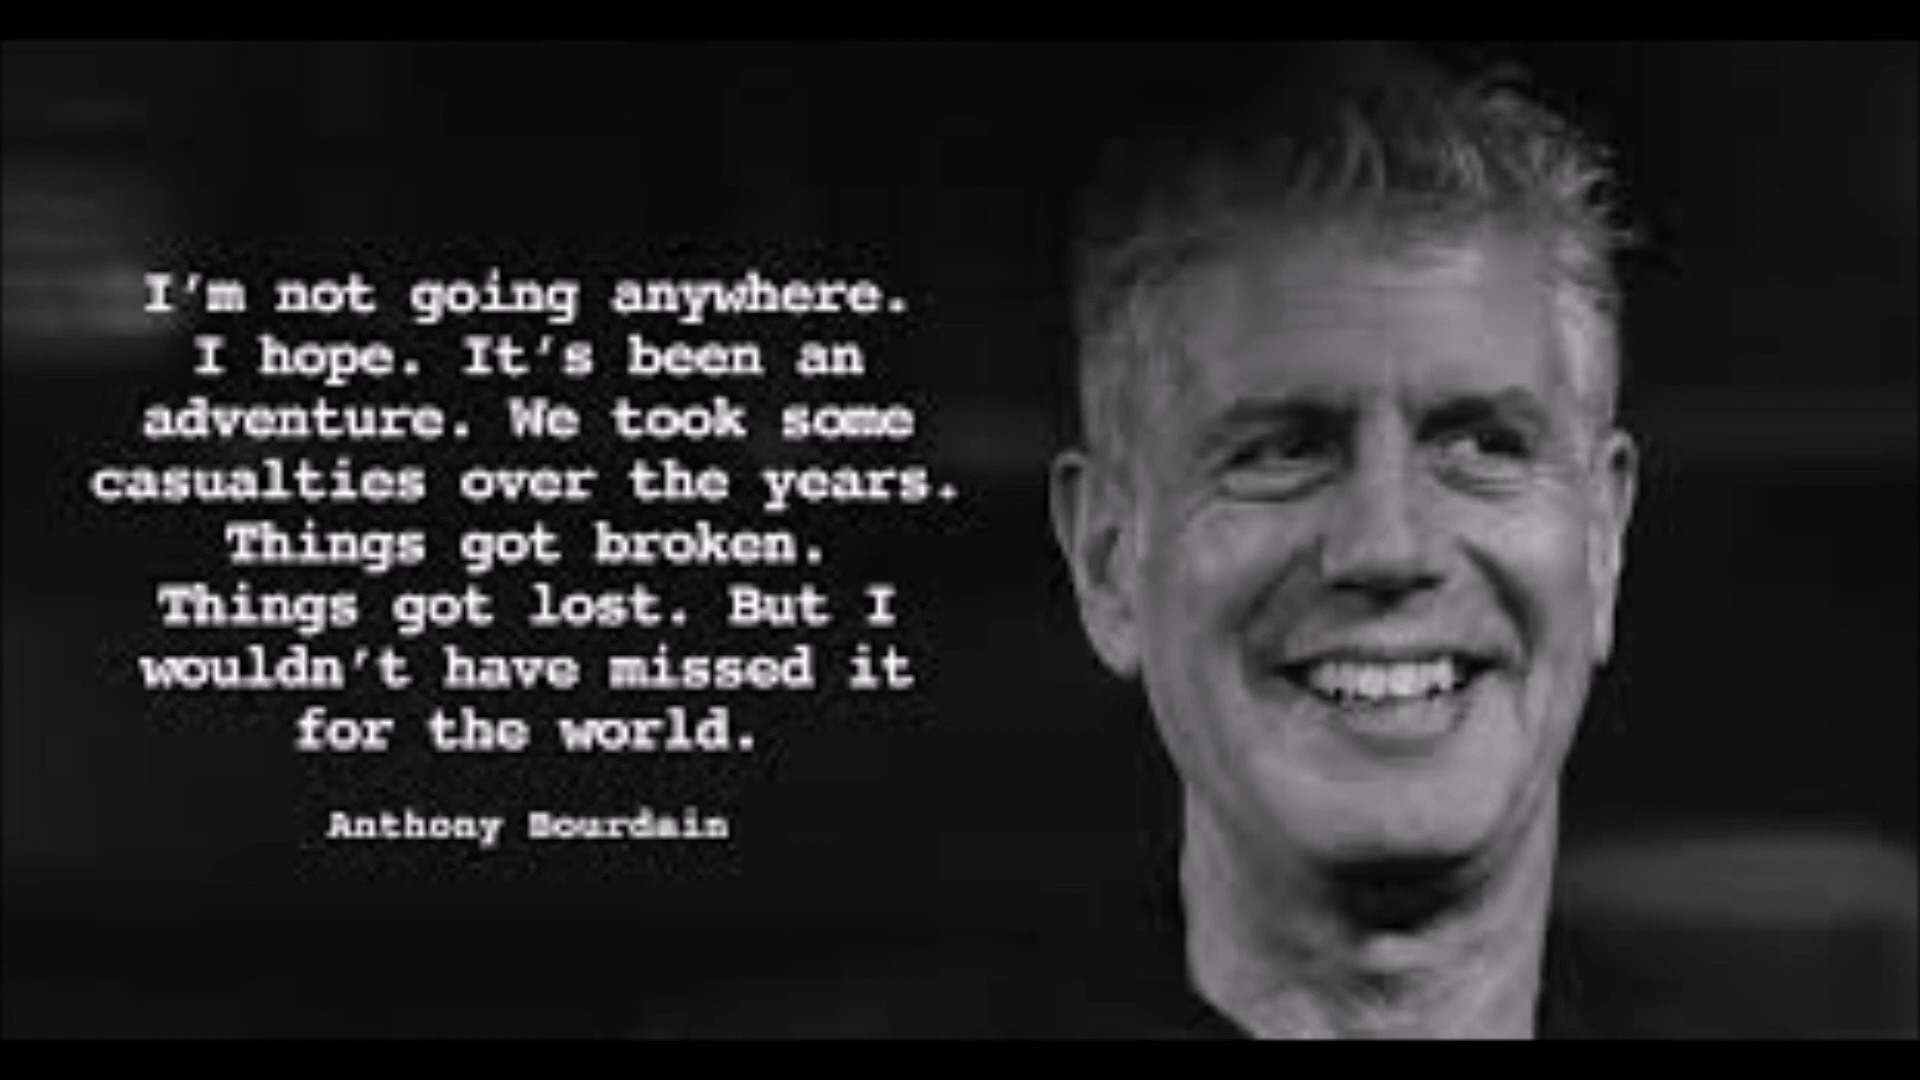 I'm not going anywhere.
I hope. It's been an
adventure. We took some
casualties over the years.
Things got broken.
Things got lost. But I
wouldn't have missed it
for the world.
Anthony Bourdain